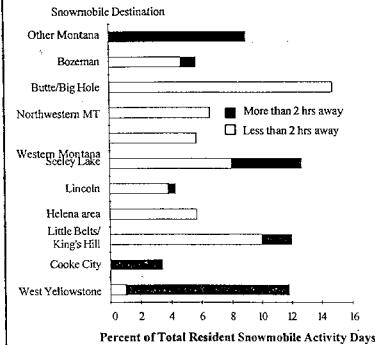 Snowmobile Destination
Other Montana
Bozeman
Butte/Big Hole
Northwestern MT
More than 2 hrs away
Less than 2 hrs away
Western Montana
Seeley Lake
Lincoln
Helena area
Little Belts/
King's Hill
Cooke City
West Yellowstone
0 2 4 6 8 10 12 14 16
Percent of Total Resident Snowmobile Activity Days